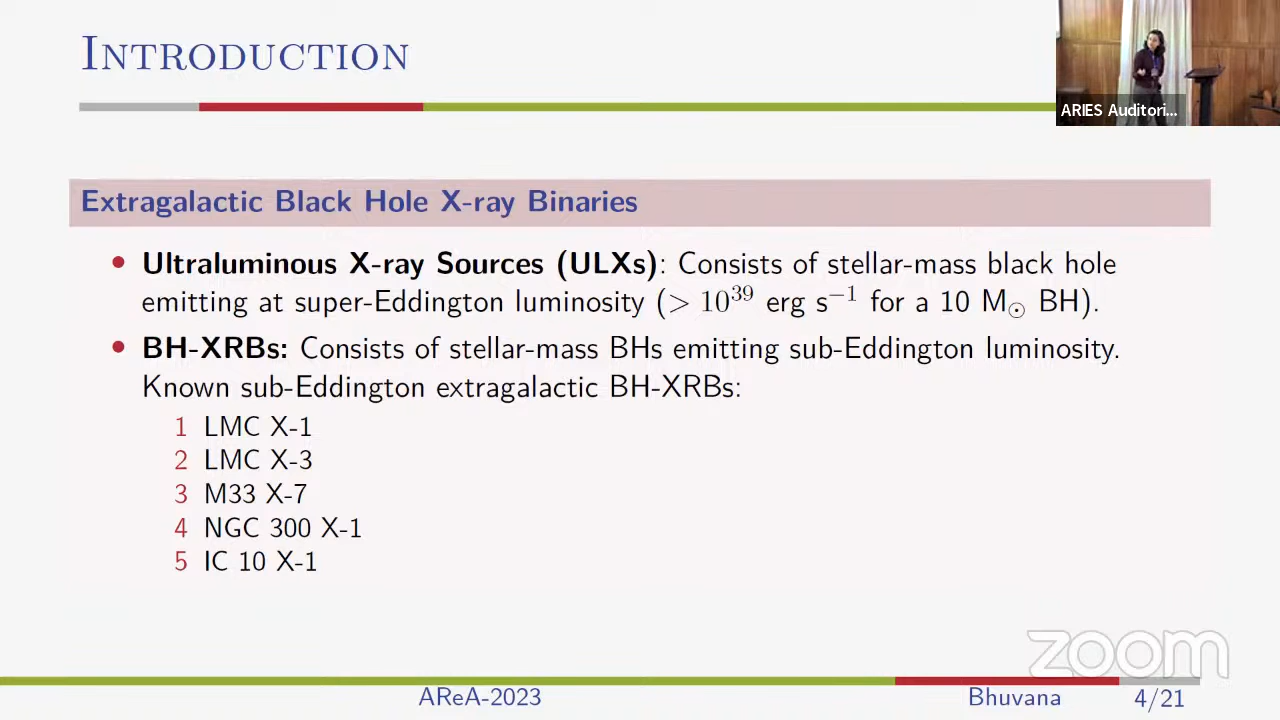 INTRODUCTION
ARIES Auditori...
Extragalactic Black Hole X-ray Binaries
• Ultraluminous X-ray Sources (ULXs): Consists of stellar-mass black hole
emitting at super-Eddington luminosity (> 10³⁹ erg s⁻¹ for a 10 M☉ BH).
• BH-XRBs: Consists of stellar-mass BHs emitting sub-Eddington luminosity.
Known sub-Eddington extragalactic BH-XRBs:
1 LMC X-1
2 LMC X-3
3 M33 X-7
4 NGC 300 X-1
5 IC 10 X-1
zoom
AReA-2023 Bhuvana 4/21